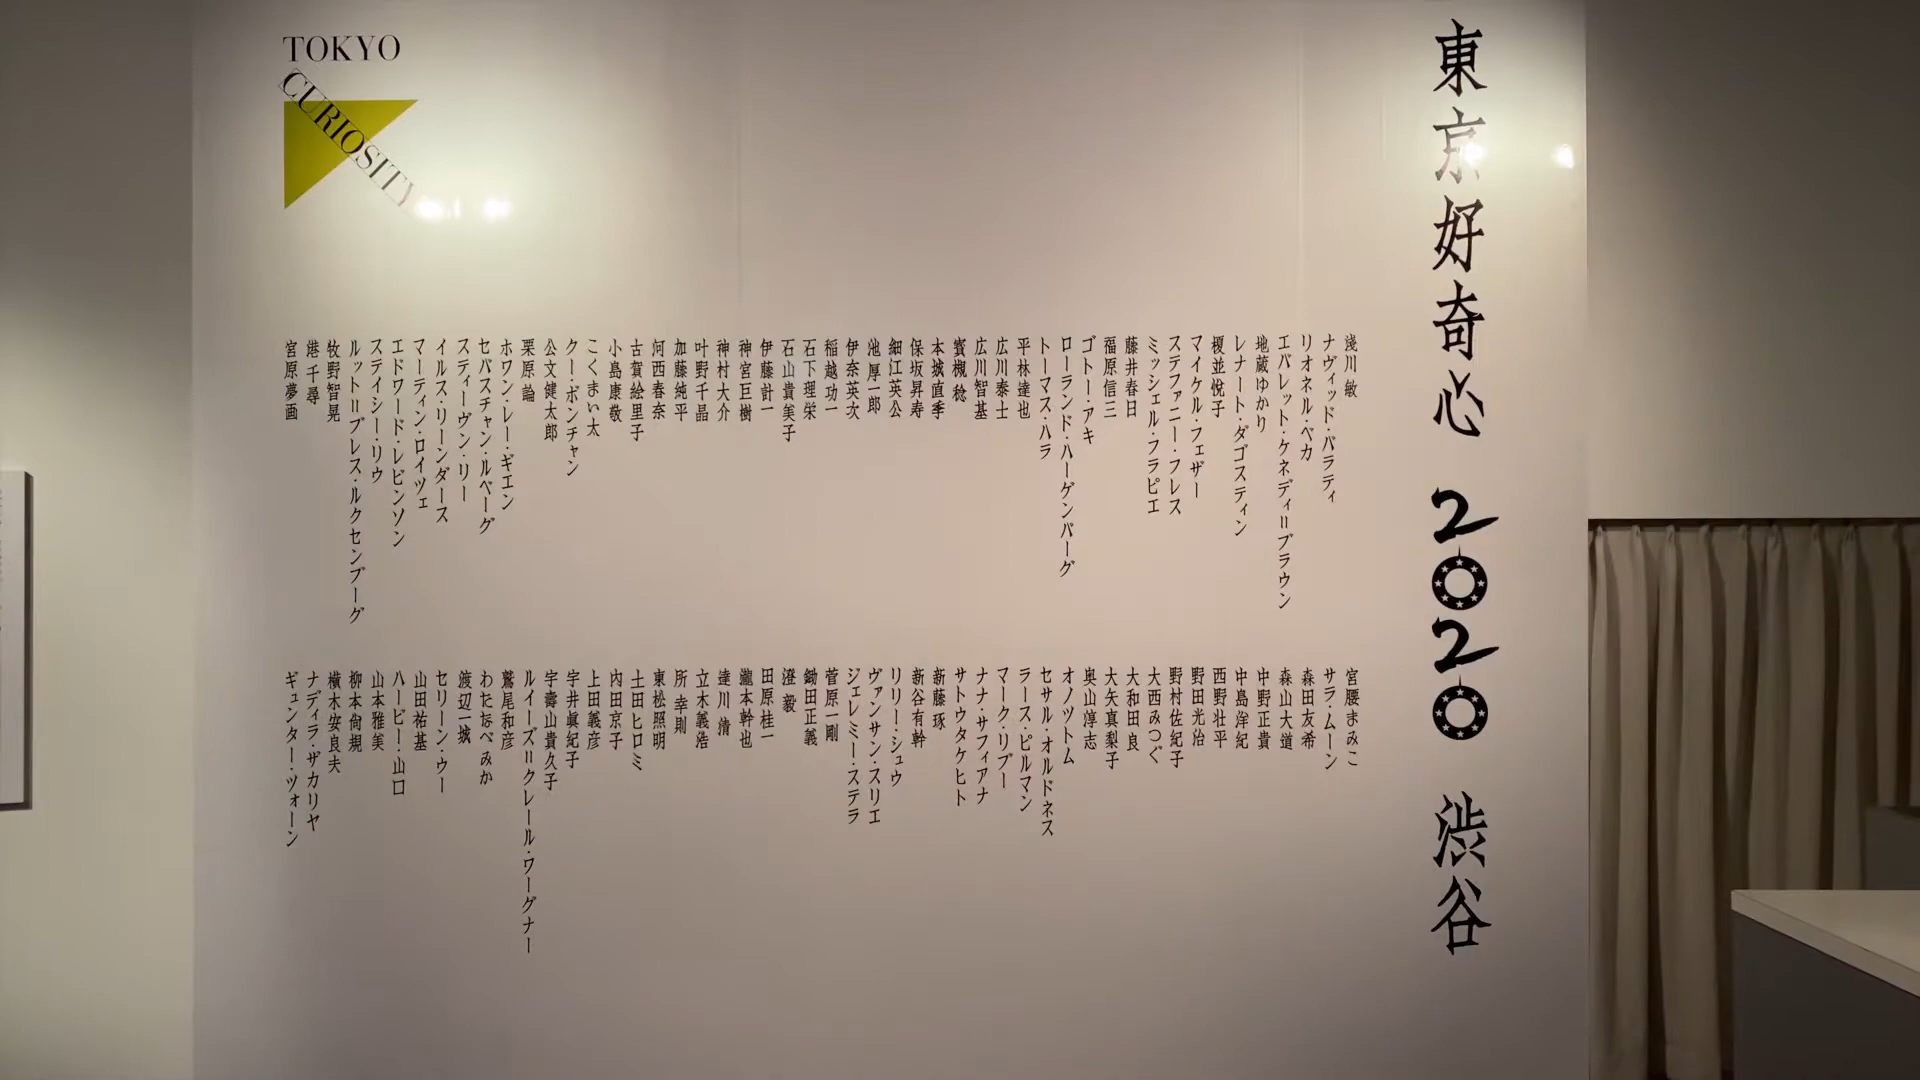 TOKYO
CURIOSITY
東京好奇心 2020 渋谷
浅川 敏
ナヴィッド・バラティ
リオネル・ベカ
エバレット・ケネディ=ブラウン
地蔵ゆかり
レナート・ダゴスティン
榎並悦子
マイケル・フェザー
ステファニー・フレス
ミッシェル・フラピエ
藤井春日
福原信三
ゴトー・アキ
ローランド・ハーゲンバーグ
トーマス・ハラ
平林達也
広川泰士
広川智基
賓槻 稔
本城直季
保坂昇寿
細江英公
池 厚一郎
伊奈英次
稲越功一
石下理栄
石山貴美子
伊藤計一
神宮巨樹
神村大介
叶野千晶
加藤純平
河西春奈
古賀絵里子
小島康敬
こくまい太
クー・ボンチャン
公文健太郎
栗原 論
ホワン・レー・ギエン
セバスチャン・ルベーグ
スティーヴン・リー
イルス・リーンダース
マーティン・ロイツェ
エドワード・レビンソン
ステイシー・リウ
ルット=ブレス・ルクセンブーグ
牧野智晃
港 千尋
宮原夢画
宮腰まみこ
サラ・ムーン
森田友希
森山大道
中野正貴
中島洋紀
西野壮平
野田光治
野村佐紀子
大西みつぐ
大和田 良
大矢真梨子
奥山淳志
オノツトム
セサル・オルドネス
ラース・ピルマン
マーク・リブー
ナナ・サフィアナ
サトウタケヒト
新藤 琢
新谷有幹
リリー・シュウ
ヴァンサン・スリエ
ジェレミー・ステラ
菅原一剛
鋤田正義
澄 毅
田原桂一
瀧本幹也
達川 清
立木義浩
所 幸則
東松照明
土田ヒロミ
内田京子
上田義彦
宇井眞紀子
宇壽山貴久子
ルイーズ=クレール・ワーグナー
鷲尾和彦
わたなべみか
渡辺一城
セリーン・ウー
山田祐基
ハービー・山口
山本雅美
柳本尚規
横木安良夫
ナディラ・ザカリヤ
ギュンター・ツォーン